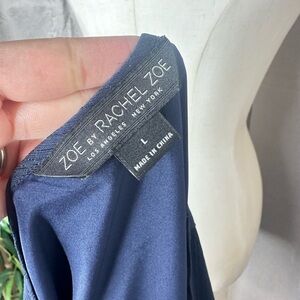 ZOE BY RACHEL ZOE
LOS ANGELES NEW YORK
L
MADE IN CHINA